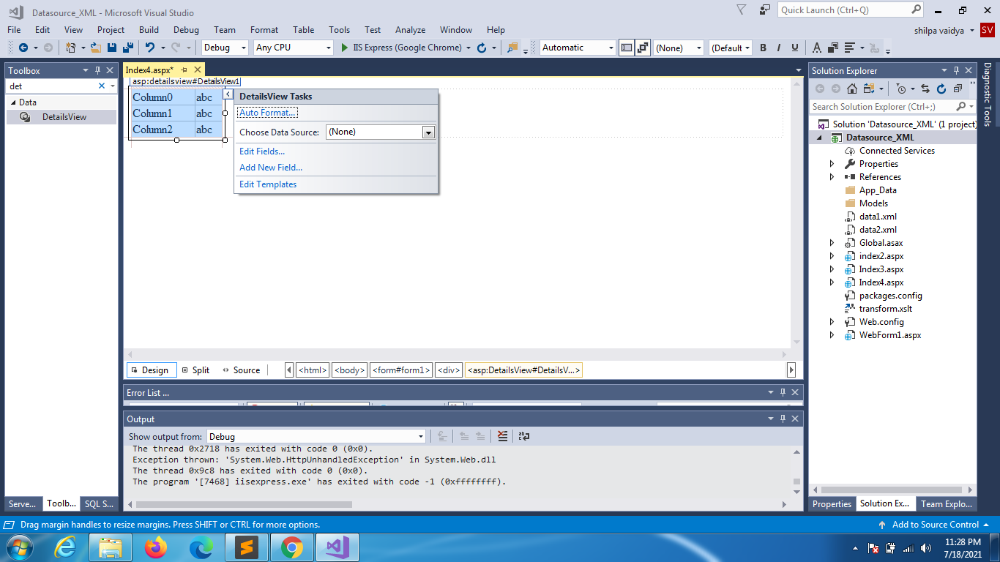 Datasource_XML - Microsoft Visual Studio
Quick Launch (Ctrl+Q)
File Edit View Project Build Debug Team Format Table Tools Test Analyze Window Help
shilpa vaidya SV
Debug Any CPU IIS Express (Google Chrome) Automatic (None) (Default B I U A
Toolbox
det
Data
DetailsView
Index4.aspx*
asp:detailsview#DetailsView1
Column0 abc
Column1 abc
Column2 abc
DetailsView Tasks
Auto Format...
Choose Data Source: (None)
Edit Fields...
Add New Field...
Edit Templates
Design Split Source <html> <body> <form#form1> <div> <asp:DetailsView#DetailsV...>
Error List ...
Output
Show output from: Debug
The thread 0x2718 has exited with code 0 (0x0).
Exception thrown: 'System.Web.HttpUnhandledException' in System.Web.dll
The thread 0x9c8 has exited with code 0 (0x0).
The program '[7468] iisexpress.exe' has exited with code -1 (0xffffffff).
Solution Explorer
Search Solution Explorer (Ctrl+;)
Solution 'Datasource_XML' (1 project)
Datasource_XML
Connected Services
Properties
References
App_Data
Models
data1.xml
data2.xml
Global.asax
index2.aspx
Index3.aspx
Index4.aspx
packages.config
transform.xslt
Web.config
WebForm1.aspx
Diagnostic Tools
Serve... Toolb... SQL S...
Properties Solution Ex... Team Explo...
Drag margin handles to resize margins. Press SHIFT or CTRL for more options.
Add to Source Control
11:28 PM
7/18/2021